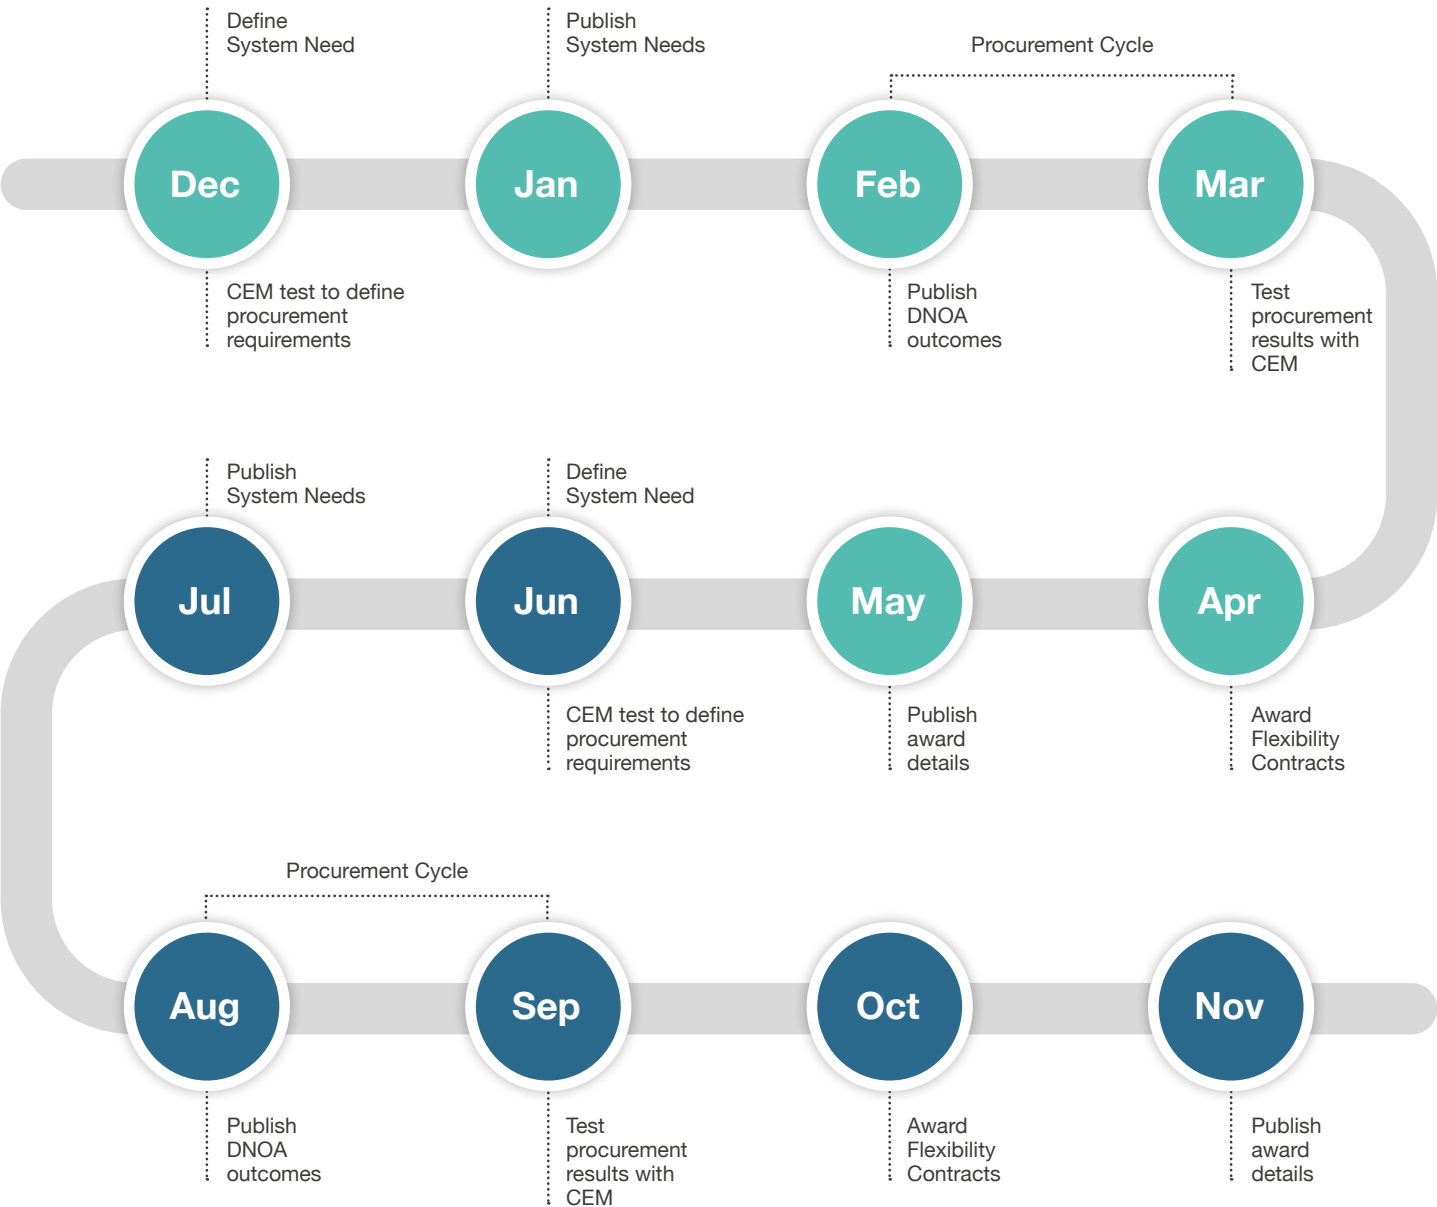 Define
System Need
Publish
System Needs
Procurement Cycle
Dec
Jan
Feb
Mar
CEM test to define
procurement
requirements
Publish
DNOA
outcomes
Test
procurement
results with
CEM
Publish
System Needs
Define
System Need
Jul
Jun
May
Apr
CEM test to define
procurement
requirements
Publish
award
details
Award
Flexibility
Contracts
Procurement Cycle
Aug
Sep
Oct
Nov
Publish
DNOA
outcomes
Test
procurement
results with
CEM
Award
Flexibility
Contracts
Publish
award
details